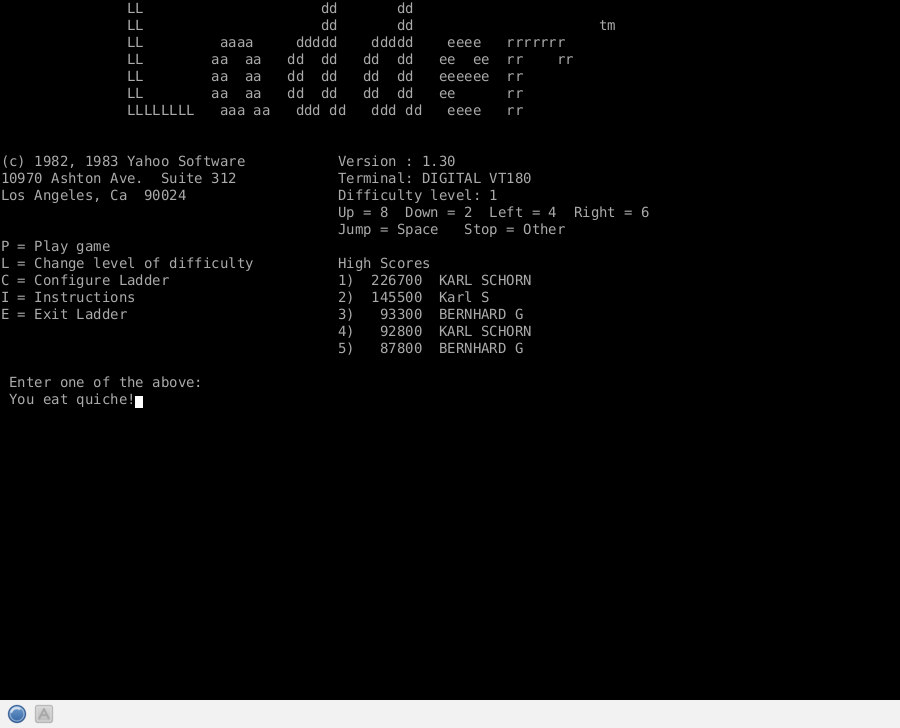 LL                     dd       dd
LL                     dd       dd                      tm
LL         aaaa     ddddd    ddddd    eeee   rrrrrrr
LL        aa  aa   dd  dd   dd  dd   ee  ee  rr    rr
LL        aa  aa   dd  dd   dd  dd   eeeeee  rr
LL        aa  aa   dd  dd   dd  dd   ee      rr
LLLLLLLL   aaa aa   ddd dd   ddd dd   eeee   rr
(c) 1982, 1983 Yahoo Software           Version : 1.30
10970 Ashton Ave.  Suite 312            Terminal: DIGITAL VT180
Los Angeles, Ca  90024                  Difficulty level: 1
Up = 8  Down = 2  Left = 4  Right = 6
Jump = Space   Stop = Other
P = Play game
L = Change level of difficulty          High Scores
C = Configure Ladder                    1)  226700  KARL SCHORN
I = Instructions                        2)  145500  Karl S
E = Exit Ladder                         3)   93300  BERNHARD G
4)   92800  KARL SCHORN
5)   87800  BERNHARD G
Enter one of the above:
You eat quiche!